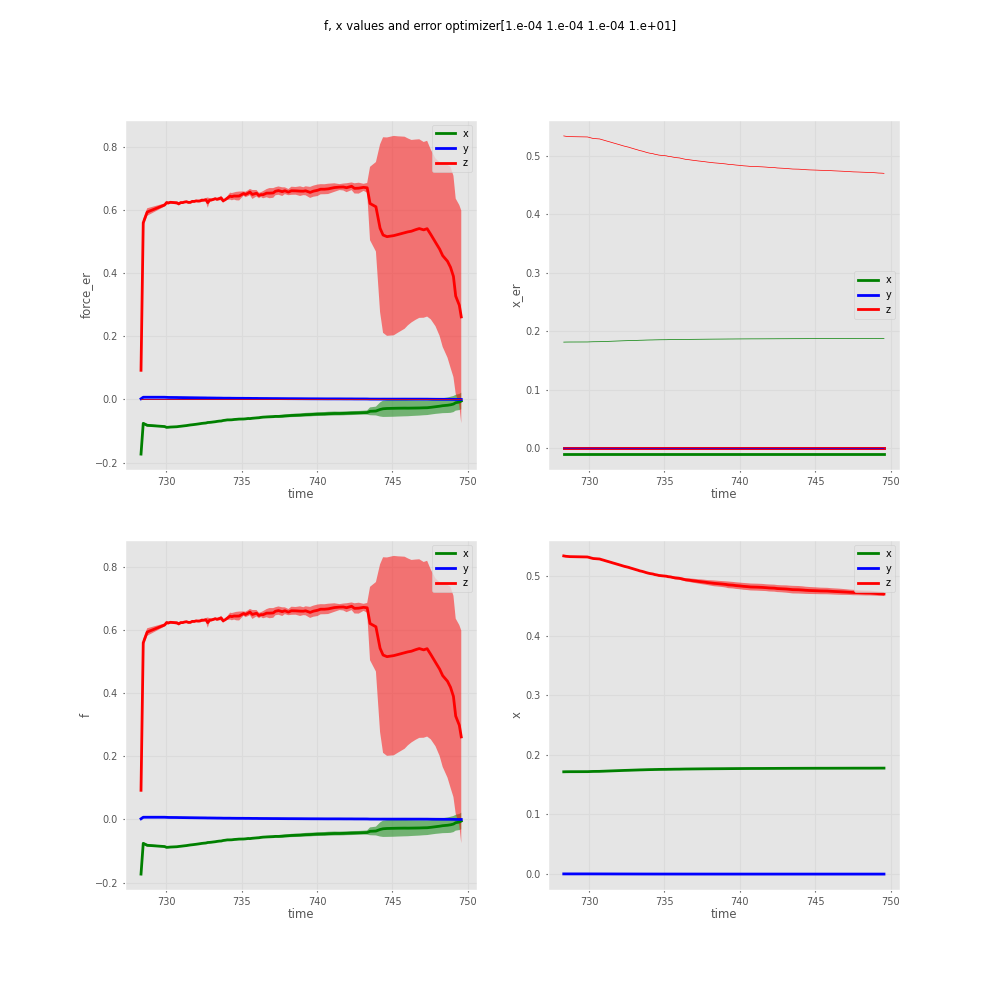 f, x values and error optimizer[1.e-04 1.e-04 1.e-04 1.e+01]
x
y
z
0.8
0.6
0.4
0.2
0.0
−0.2
force_er
730
735
740
745
750
time
x
y
z
0.5
0.4
0.3
0.2
0.1
0.0
x_er
730
735
740
745
750
time
x
y
z
0.8
0.6
0.4
0.2
0.0
−0.2
f
730
735
740
745
750
time
x
y
z
0.5
0.4
0.3
0.2
0.1
0.0
x
730
735
740
745
750
time